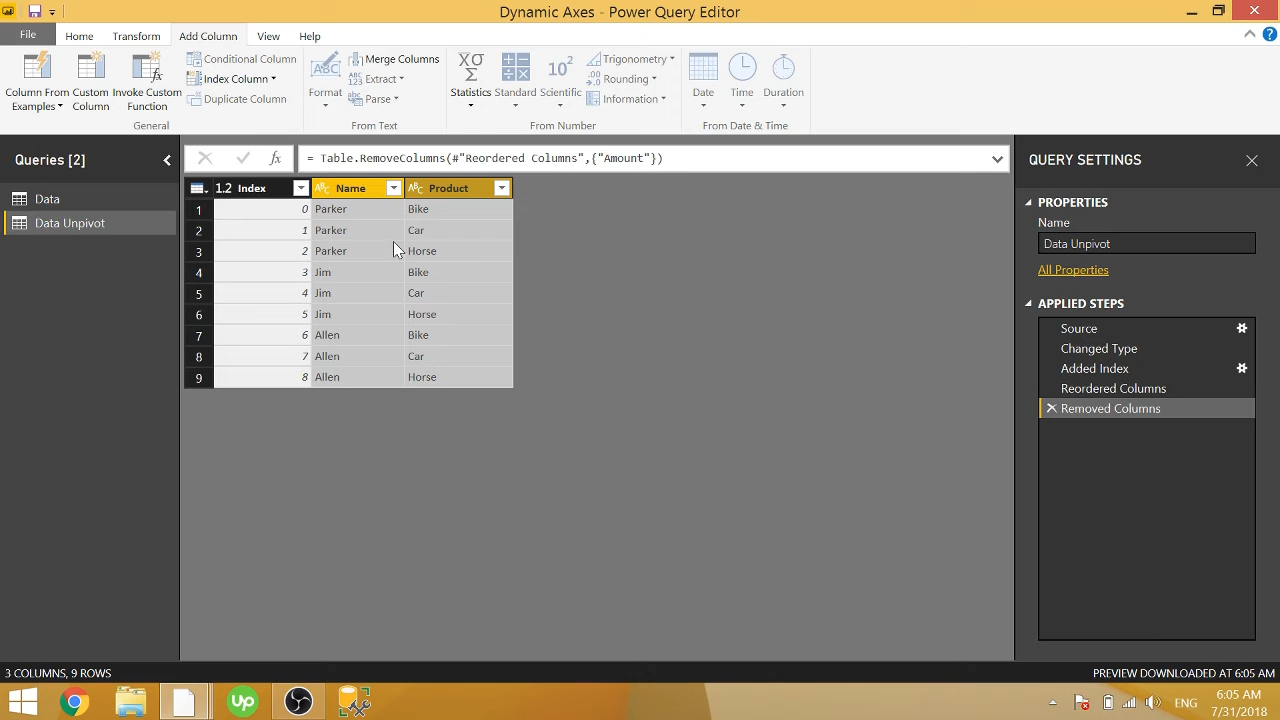 Dynamic Axes - Power Query Editor
File Home Transform Add Column View Help
Column From Examples
Custom Column
Invoke Custom Function
Conditional Column
Index Column
Duplicate Column
General
Format
Merge Columns
Extract
Parse
From Text
Statistics
Standard
Scientific
Trigonometry
Rounding
Information
From Number
Date
Time
Duration
From Date & Time
Queries [2]
Data
Data Unpivot
= Table.RemoveColumns(#"Reordered Columns",{"Amount"})
1.2 Index Name Product
1 0 Parker Bike
2 1 Parker Car
3 2 Parker Horse
4 3 Jim Bike
5 4 Jim Car
6 5 Jim Horse
7 6 Allen Bike
8 7 Allen Car
9 8 Allen Horse
QUERY SETTINGS
PROPERTIES
Name
Data Unpivot
All Properties
APPLIED STEPS
Source
Changed Type
Added Index
Reordered Columns
Removed Columns
3 COLUMNS, 9 ROWS
PREVIEW DOWNLOADED AT 6:05 AM
Up
ENG
6:05 AM
7/31/2018